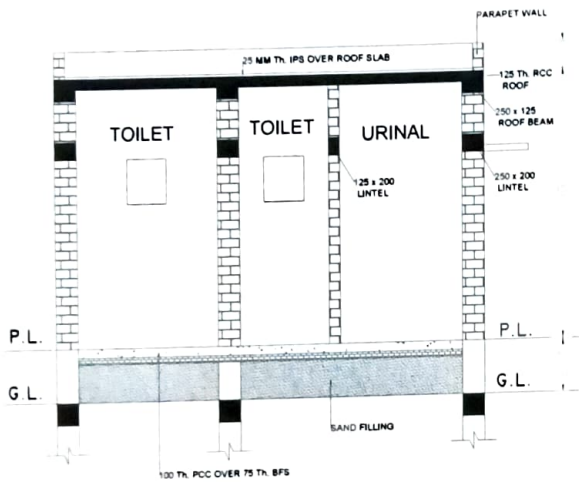 PARAPET WALL
25 MM Th. IPS OVER ROOF SLAB
125 Th. RCC
ROOF
250 x 125
ROOF BEAM
TOILET
TOILET
URINAL
125 x 200
LINTEL
250 x 200
LINTEL
P.L.
P.L.
G.L.
G.L.
SAND FILLING
100 Th. PCC OVER 75 Th. BFS